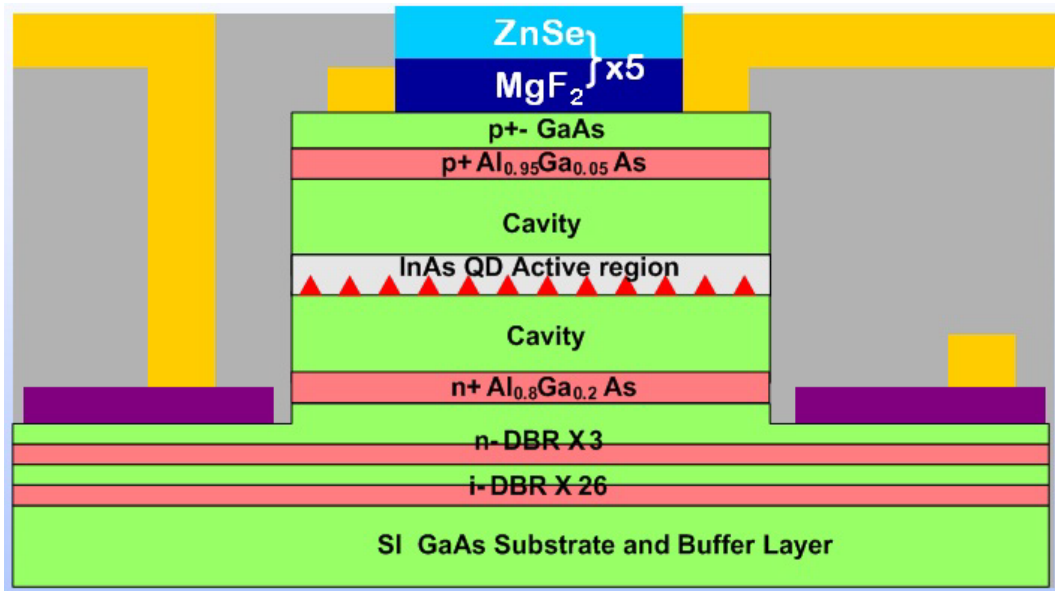 ZnSe
MgF₂ }x5
p+- GaAs
p+ Al₀.₉₅Ga₀.₀₅ As
Cavity
InAs QD Active region
Cavity
n+ Al₀.₈Ga₀.₂ As
n- DBR X 3
i- DBR X 26
SI GaAs Substrate and Buffer Layer